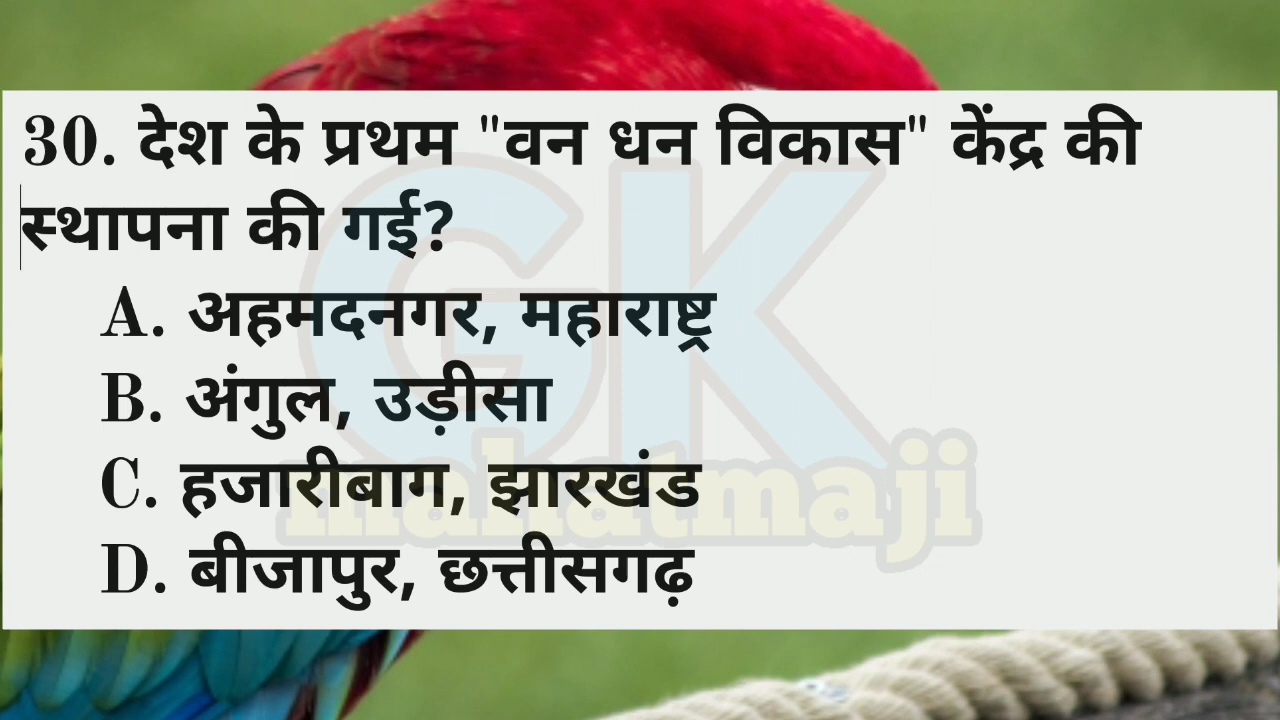 30. देश के प्रथम "वन धन विकास" केंद्र की
स्थापना की गई?
A. अहमदनगर, महाराष्ट्र
B. अंगुल, उड़ीसा
C. हजारीबाग, झारखंड
D. बीजापुर, छत्तीसगढ़
GK
mahatmaji